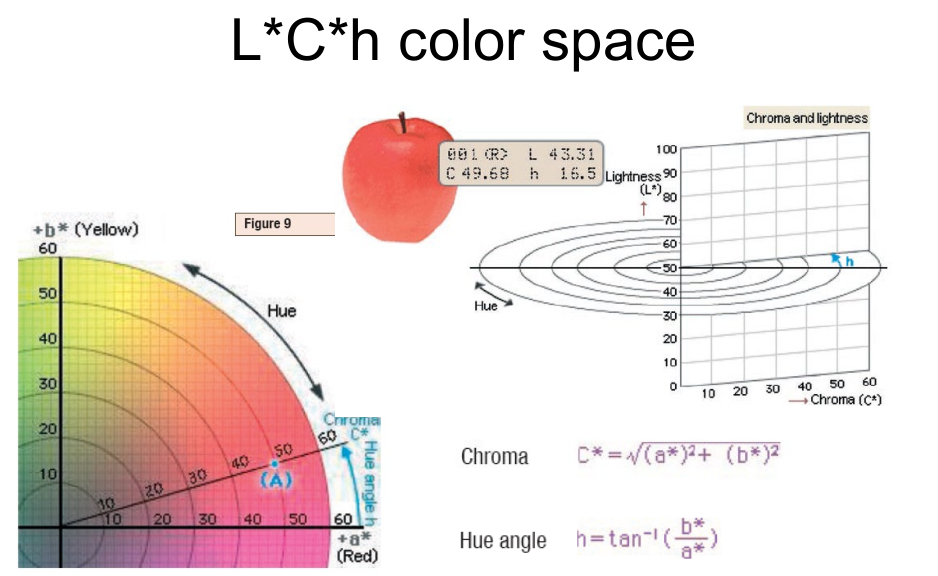 L*C*h color space
Chroma and lightness
001 (R) L 43.31
C 49.68 h 16.5
Lightness
(L*)
100
90
80
70
60
50
40
30
20
10
0
10 20 30 40 50 60
Chroma (C*)
h
Hue
Figure 9
+b* (Yellow)
60
50
40
30
20
10
Hue
Chroma
C*
Hue angle h
10 20 30 40 50 60
(A)
10 20 30 40 50 60
+a*
(Red)
Chroma C* = √(a*)²+ (b*)²
Hue angle h=tan⁻¹(b*/a*)